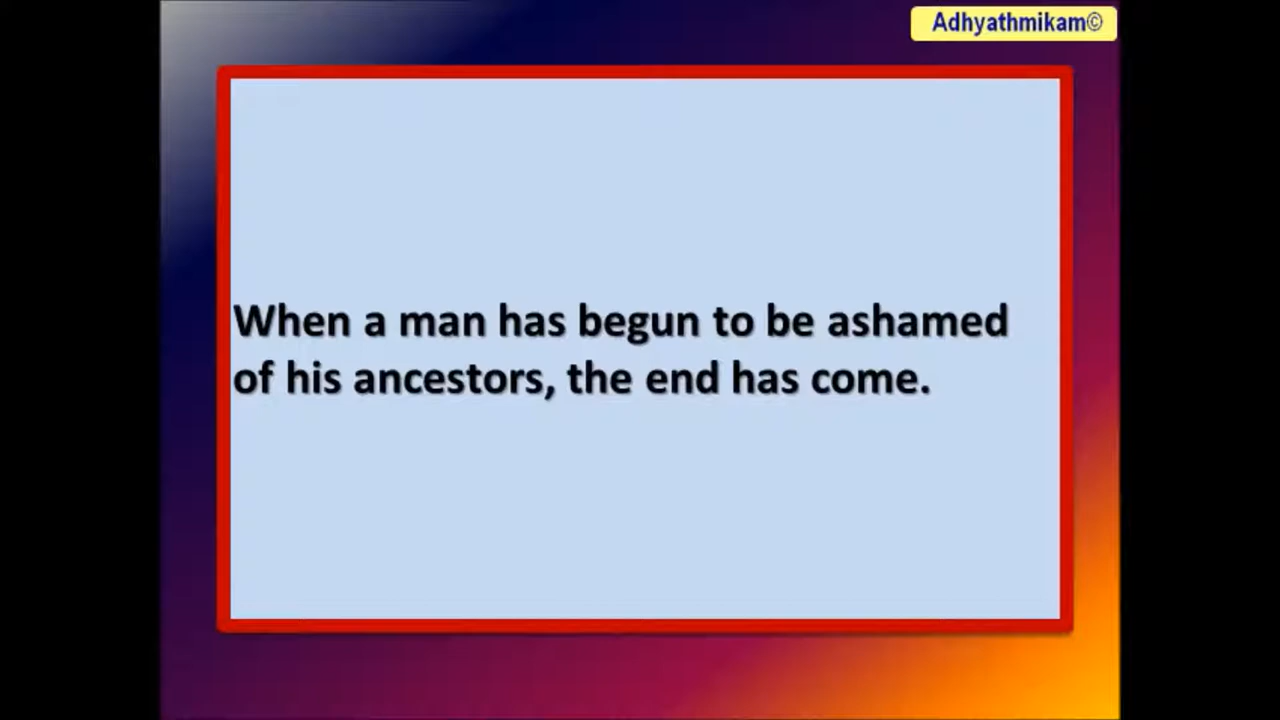 Adhyathmikam©
When a man has begun to be ashamed
of his ancestors, the end has come.